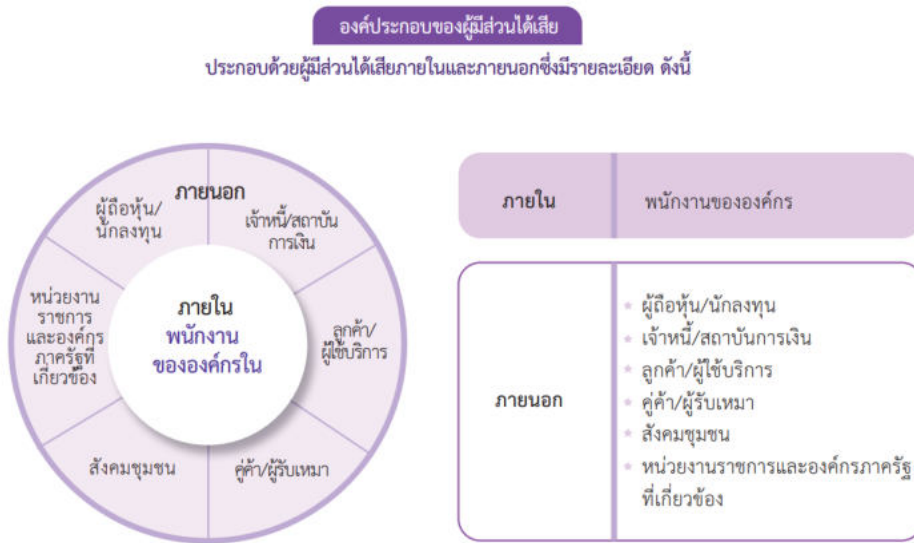 องค์ประกอบของผู้มีส่วนได้เสีย
ประกอบด้วยผู้มีส่วนได้เสียภายในและภายนอกซึ่งมีรายละเอียด ดังนี้
ภายนอก
ผู้ถือหุ้น/
นักลงทุน
เจ้าหนี้/สถาบัน
การเงิน
ลูกค้า/
ผู้ใช้บริการ
คู่ค้า/ผู้รับเหมา
สังคมชุมชน
หน่วยงาน
ราชการ
และองค์กร
ภาครัฐที่
เกี่ยวข้อง
ภายใน
พนักงาน
ขององค์กรใน
ภายใน
พนักงานขององค์กร
ภายนอก
ผู้ถือหุ้น/นักลงทุน
เจ้าหนี้/สถาบันการเงิน
ลูกค้า/ผู้ใช้บริการ
คู่ค้า/ผู้รับเหมา
สังคมชุมชน
หน่วยงานราชการและองค์กรภาครัฐ
ที่เกี่ยวข้อง